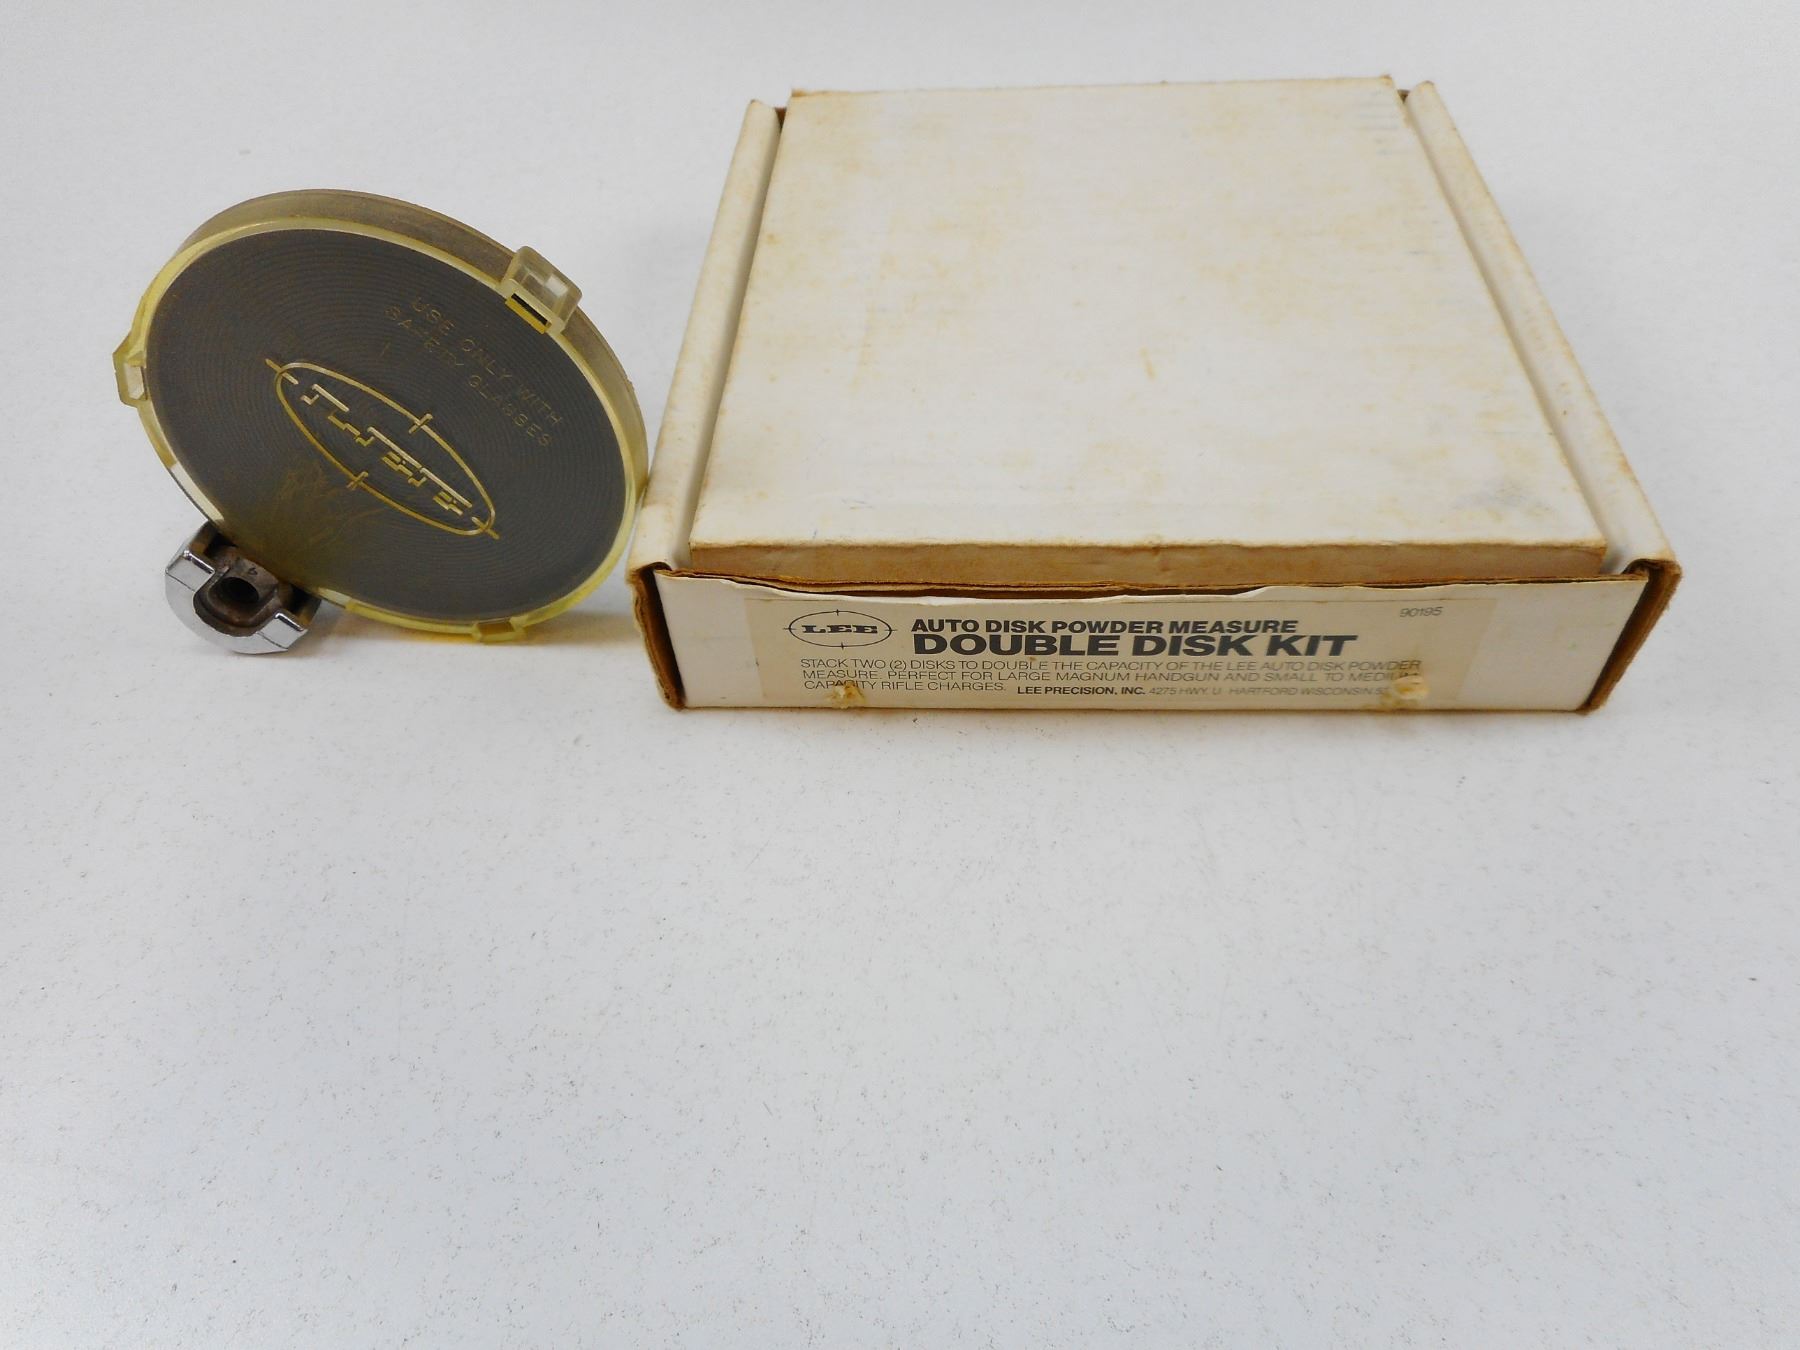 USE ONLY WITH
SAFETY GLASSES
LEE
LEE
AUTO DISK POWDER MEASURE
90195
DOUBLE DISK KIT
STACK TWO (2) DISKS TO DOUBLE THE CAPACITY OF THE LEE AUTO DISK POWDER
MEASURE. PERFECT FOR LARGE MAGNUM HANDGUN AND SMALL TO MEDIUM
CAPACITY RIFLE CHARGES. LEE PRECISION, INC. 4275 HWY. U HARTFORD WISCONSIN